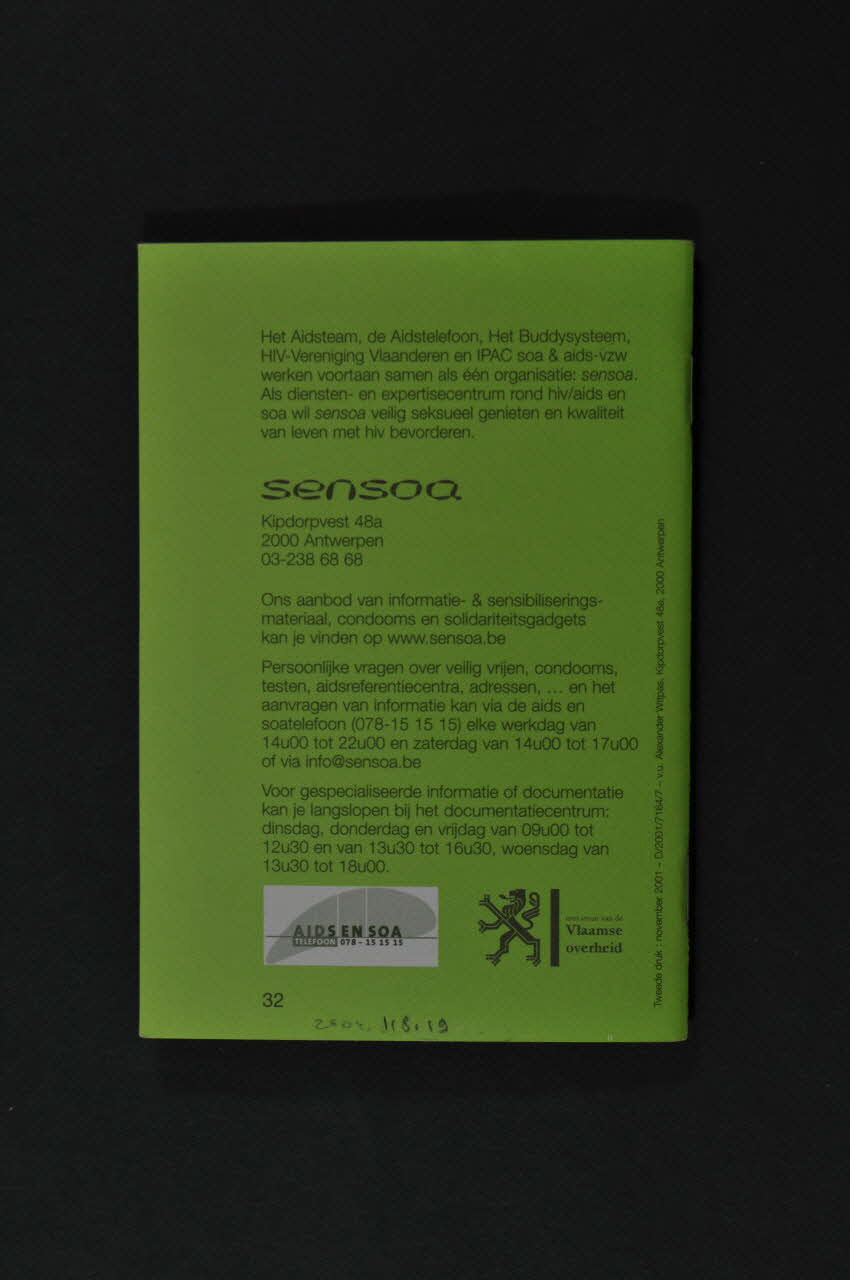 Het Aidsteam, de Aidstelefoon, Het Buddysysteem,
HIV-Vereniging Vlaanderen en IPAC soa & aids-vzw
werken voortaan samen als één organisatie: sensoa.
Als diensten- en expertisecentrum rond hiv/aids en
soa wil sensoa veilig seksueel genieten en kwaliteit
van leven met hiv bevorderen.
sensoa
Kipdorpvest 48a
2000 Antwerpen
03-238 68 68
Ons aanbod van informatie- & sensibiliserings-
materiaal, condooms en solidariteitsgadgets
kan je vinden op www.sensoa.be
Persoonlijke vragen over veilig vrijen, condooms,
testen, aidsreferentiecentra, adressen, ... en het
aanvragen van informatie kan via de aids en
soatelefoon (078-15 15 15) elke werkdag van
14u00 tot 22u00 en zaterdag van 14u00 tot 17u00
of via info@sensoa.be
Voor gespecialiseerde informatie of documentatie
kan je langslopen bij het documentatiecentrum:
dinsdag, donderdag en vrijdag van 09u00 tot
12u30 en van 13u30 tot 16u30, woensdag van
13u30 tot 18u00.
AIDS EN SOA
TELEFOON 078 - 15 15 15
met steun van de
Vlaamse
overheid
32
118.19
Tweede druk : november 2001 – D/2001/7164/7 – v.u. Alexander Witpas, Kipdorpvest 48a, 2000 Antwerpen